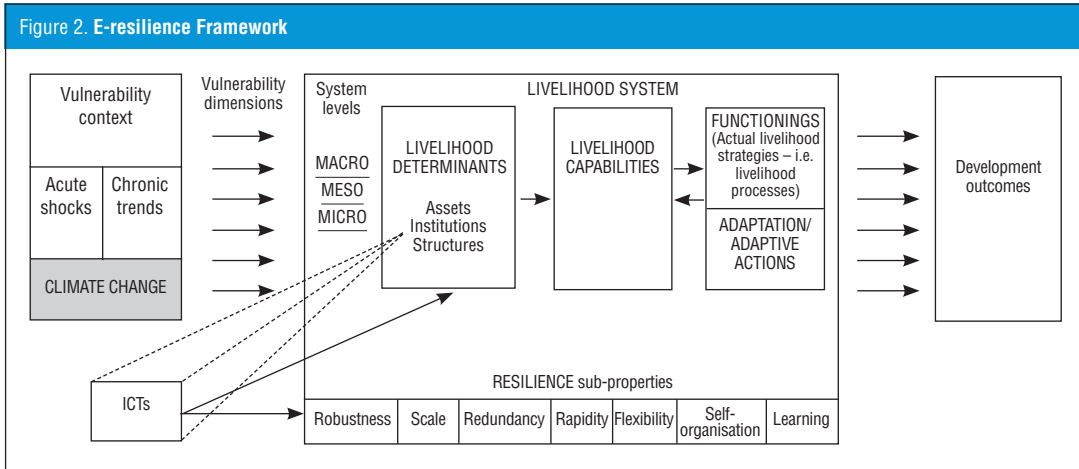 Figure 2. E-resilience Framework
Vulnerability
context
Acute
shocks
Chronic
trends
CLIMATE CHANGE
Vulnerability
dimensions
LIVELIHOOD SYSTEM
System
levels
MACRO
MESO
MICRO
LIVELIHOOD
DETERMINANTS
Assets
Institutions
Structures
LIVELIHOOD
CAPABILITIES
FUNCTIONINGS
(Actual livelihood
strategies – i.e.
livelihood
processes)
ADAPTATION/
ADAPTIVE
ACTIONS
Development
outcomes
ICTs
RESILIENCE sub-properties
Robustness
Scale
Redundancy
Rapidity
Flexibility
Self-
organisation
Learning